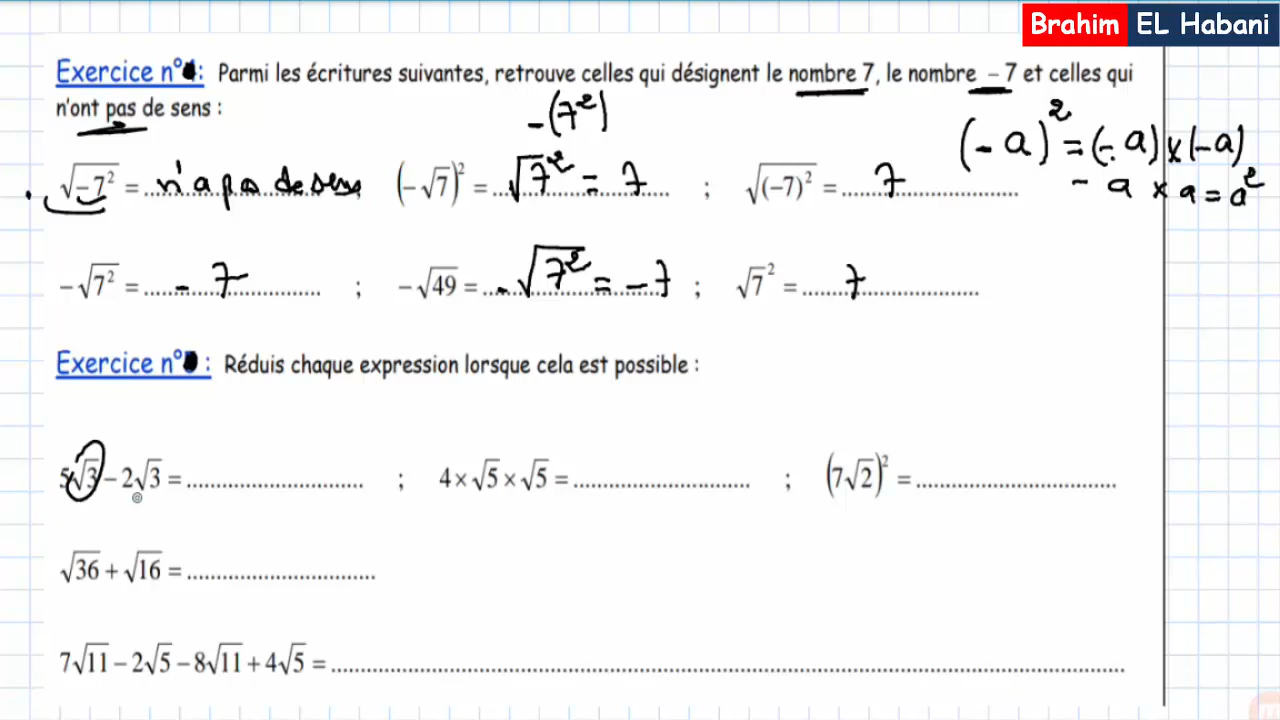 Brahim EL Habani
Exercice n° : Parmi les écritures suivantes, retrouve celles qui désignent le nombre 7, le nombre −7 et celles qui
n'ont pas de sens :
-(7²)
(-a)² = (-a) × (-a)
- a × a = a²
√(−7²) = n'a pas de sens ; (−√7)² = √7² = 7 ; √(−7)² = 7
−√7² = - 7 ; −√49 = -√7² = -7 ; √7² = 7
Exercice n° : Réduis chaque expression lorsque cela est possible :
5√3 − 2√3 = ........ ; 4×√5×√5 = ........ ; (7√2)² = ........
√36 + √16 = ........
7√11 − 2√5 − 8√11 + 4√5 = ........